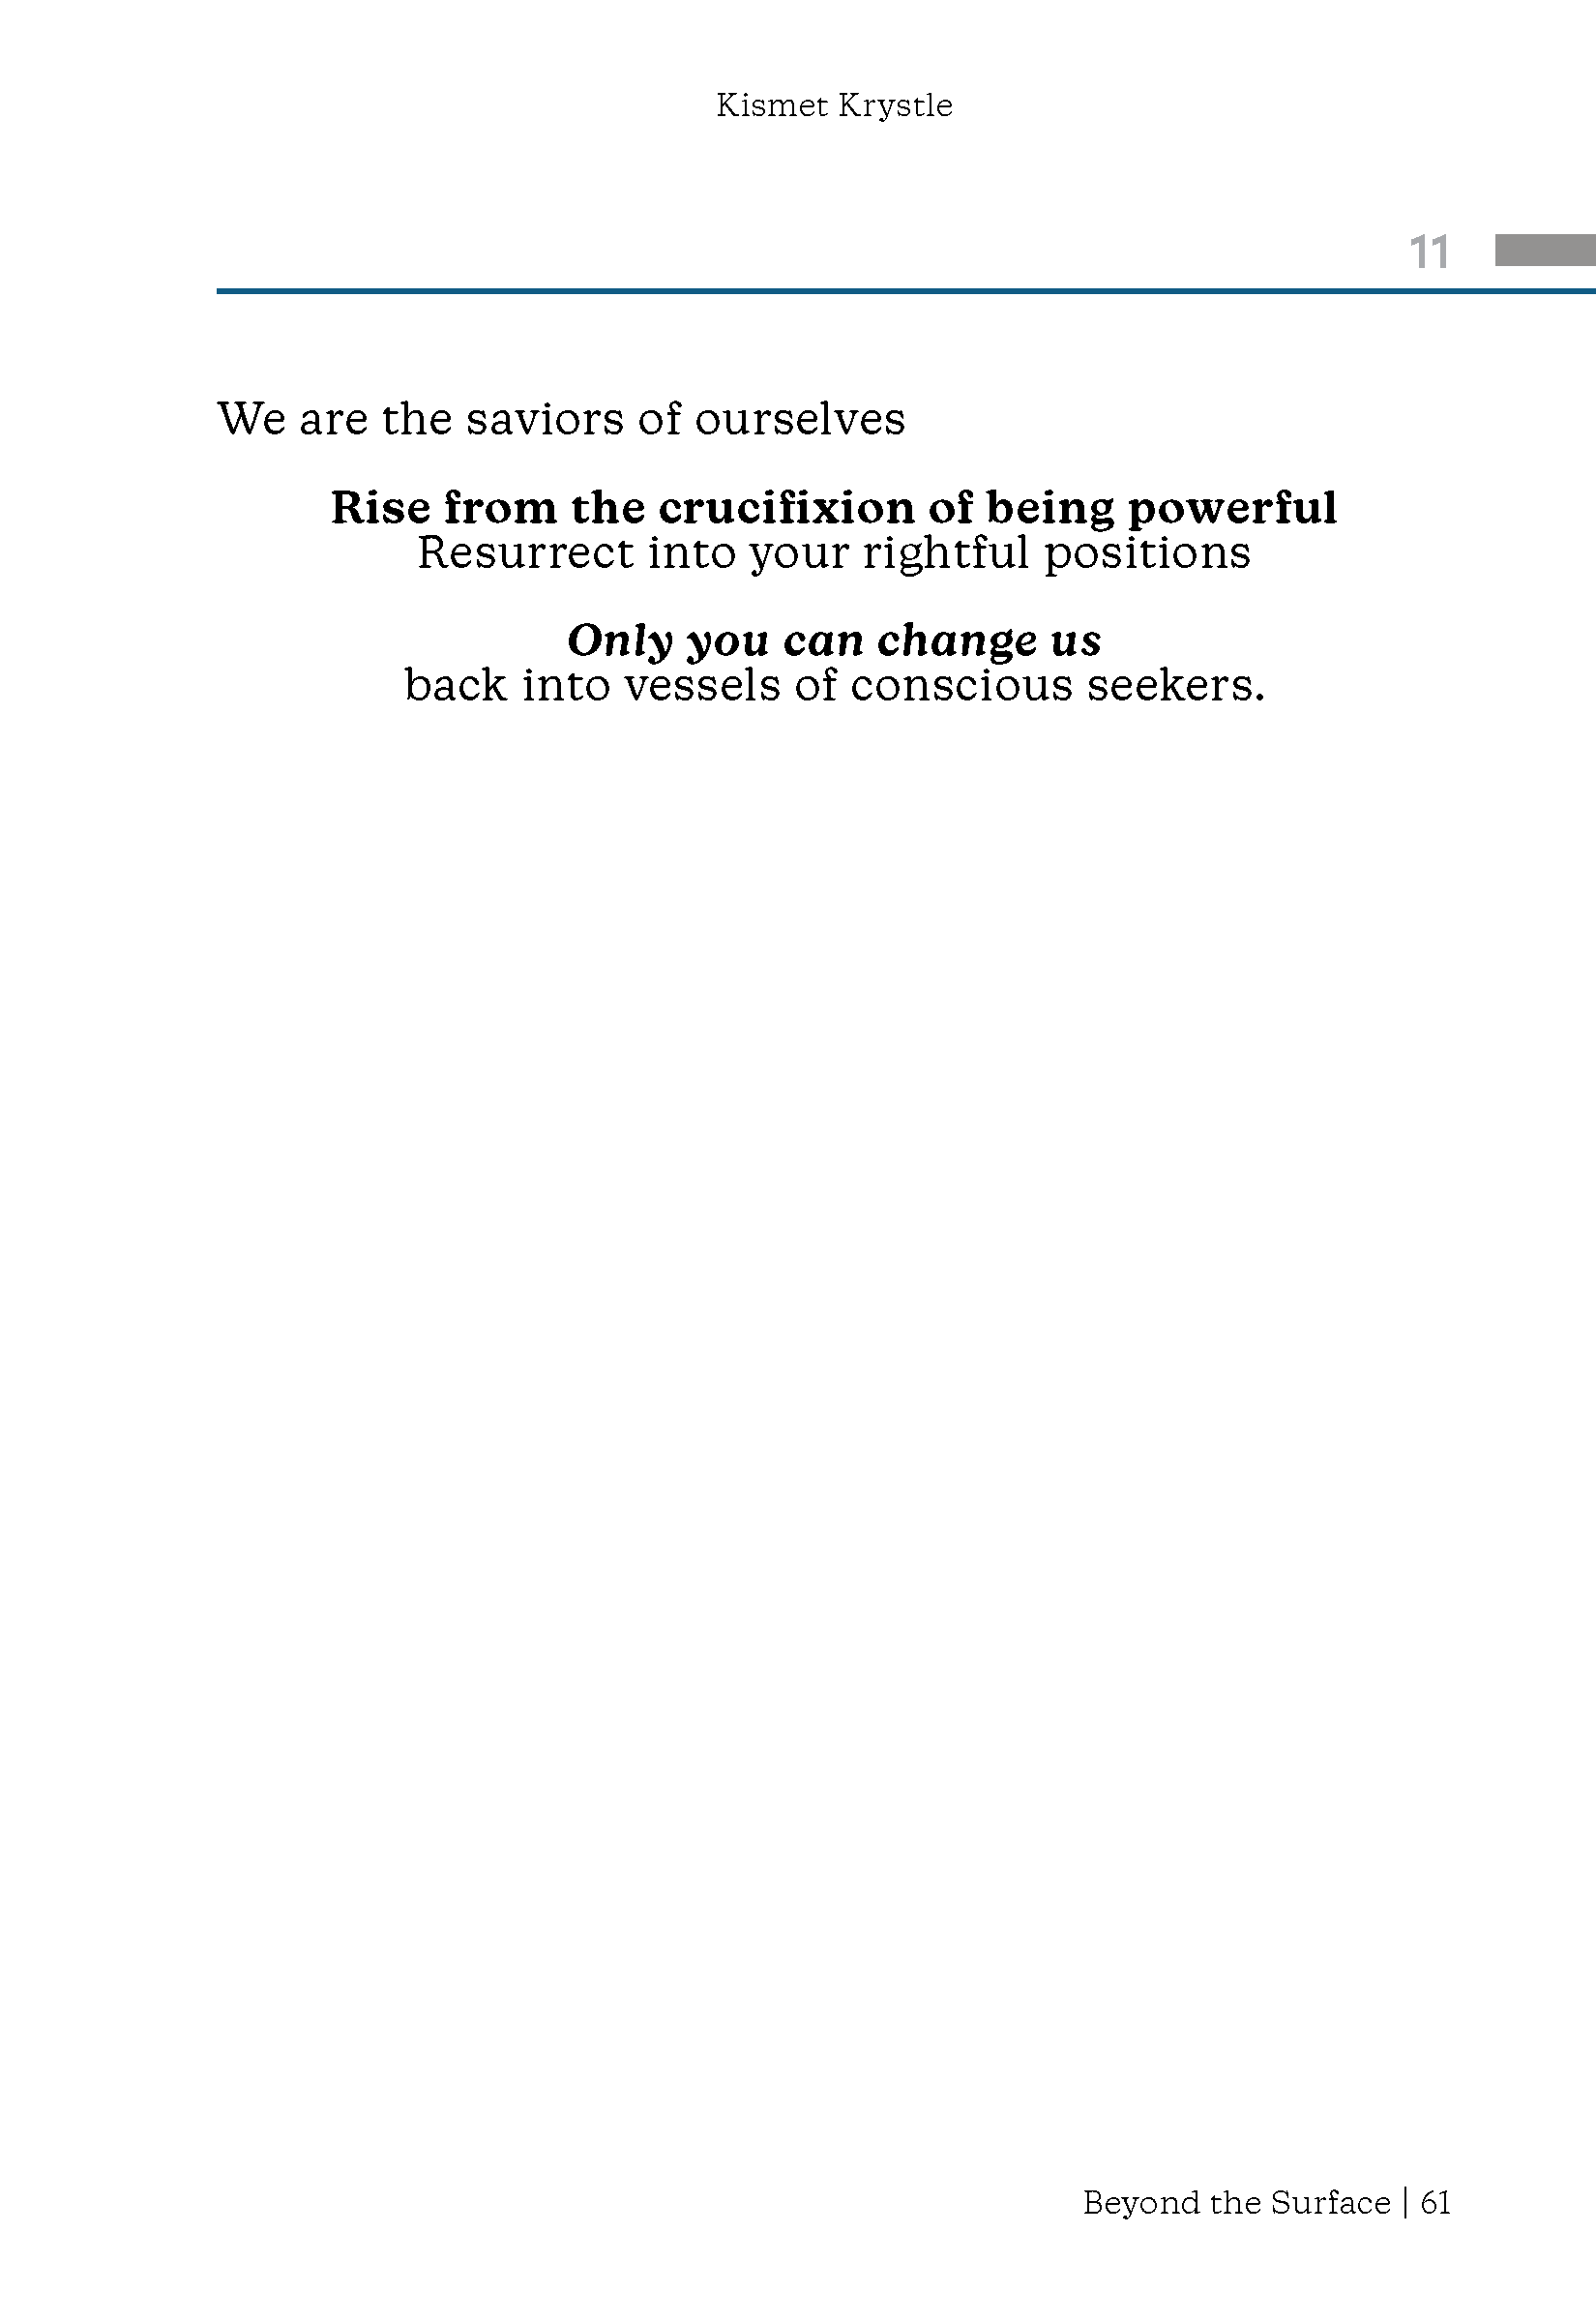 Kismet Krystle
11
We are the saviors of ourselves
Rise from the crucifixion of being powerful
Resurrect into your rightful positions
Only you can change us
back into vessels of conscious seekers.
Beyond the Surface | 61